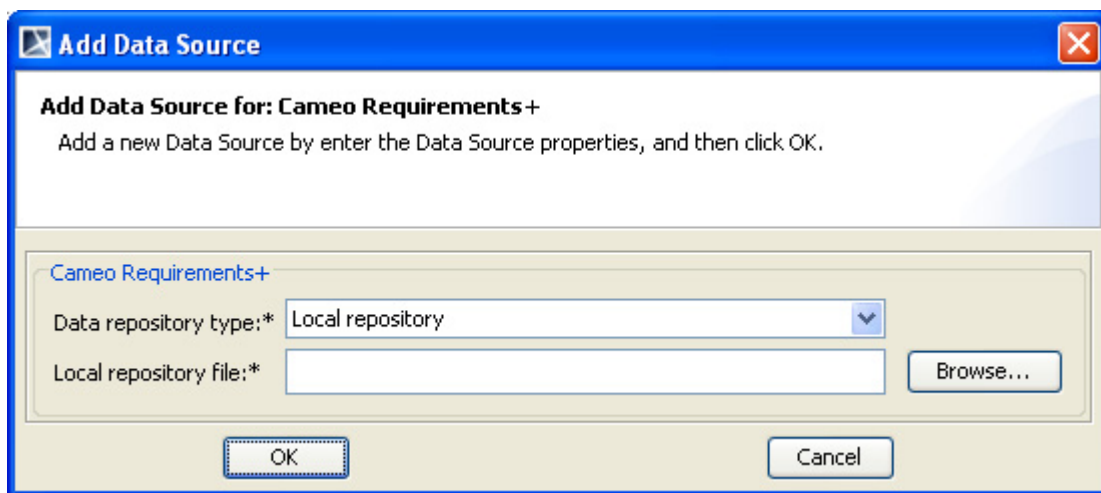 Add Data Source
Add Data Source for: Cameo Requirements+
Add a new Data Source by enter the Data Source properties, and then click OK.
Cameo Requirements+
Data repository type:* Local repository
Local repository file:* Browse...
OK Cancel